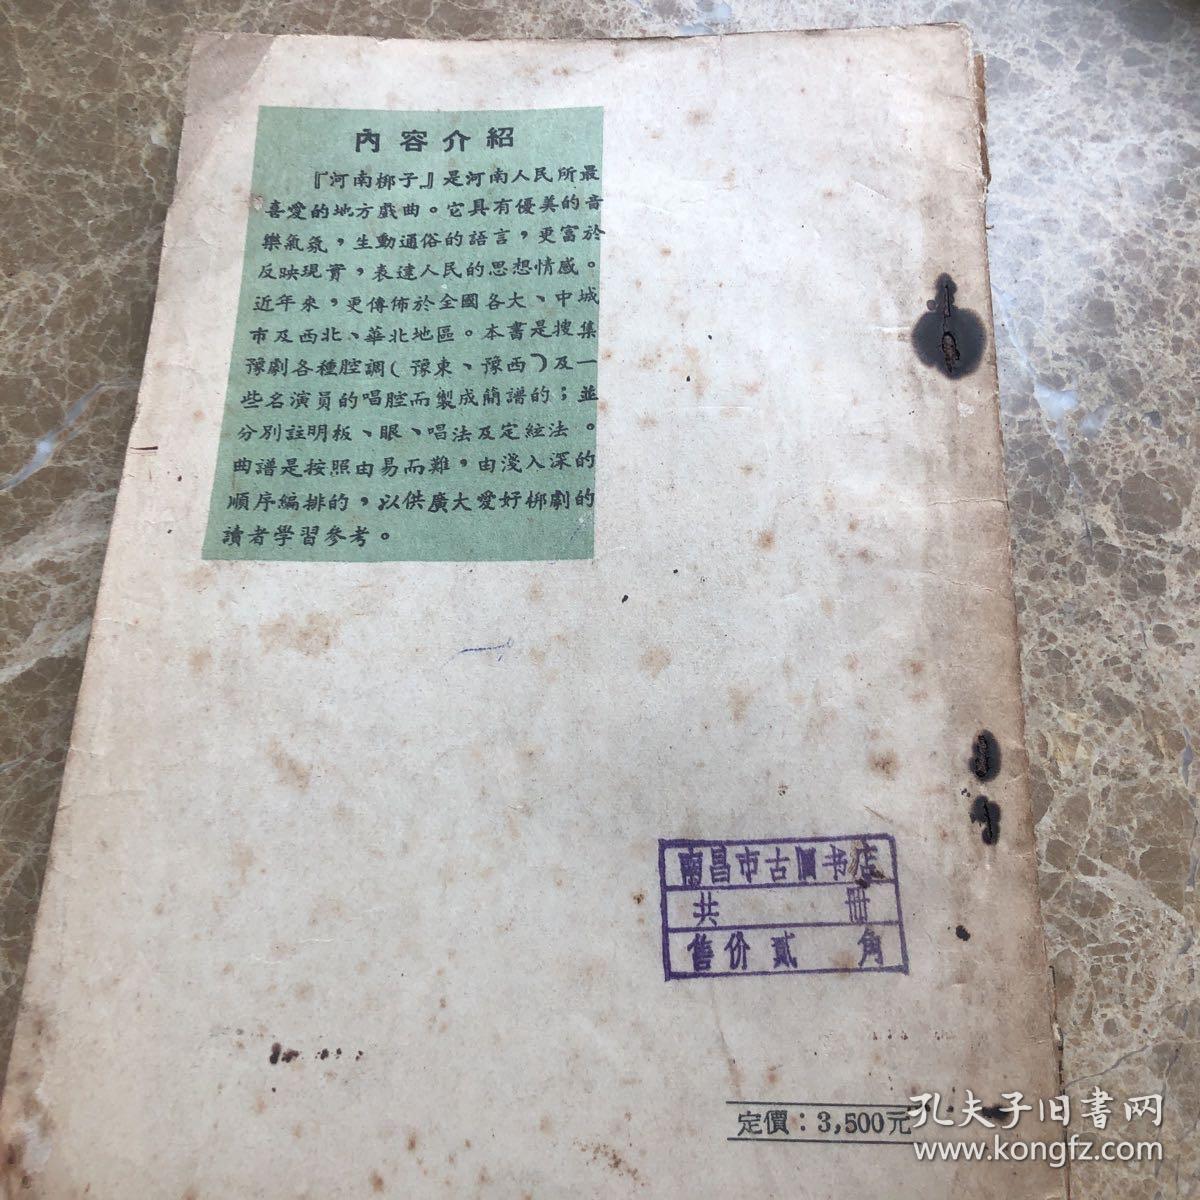 內容介紹
『河南梆子』是河南人民所最
喜愛的地方戲曲。它具有優美的音
樂氣氛，生動通俗的語言，更富於
反映現實，表達人民的思想情感。
近年來，更傳佈於全國各大、中城
市及西北、華北地區。本書是搜集
豫劇各種腔調(豫東、豫西)及一
些名演員的唱腔而製成簡譜的；並
分別註明板、眼、唱法及定絃法。
曲譜是按照由易而難，由淺入深的
順序編排的，以供廣大愛好梆劇的
讀者學習參考。
南昌市古旧书店
共 冊
售价贰 角
定價：3,500元
孔夫子旧書网
www.kongfz.com